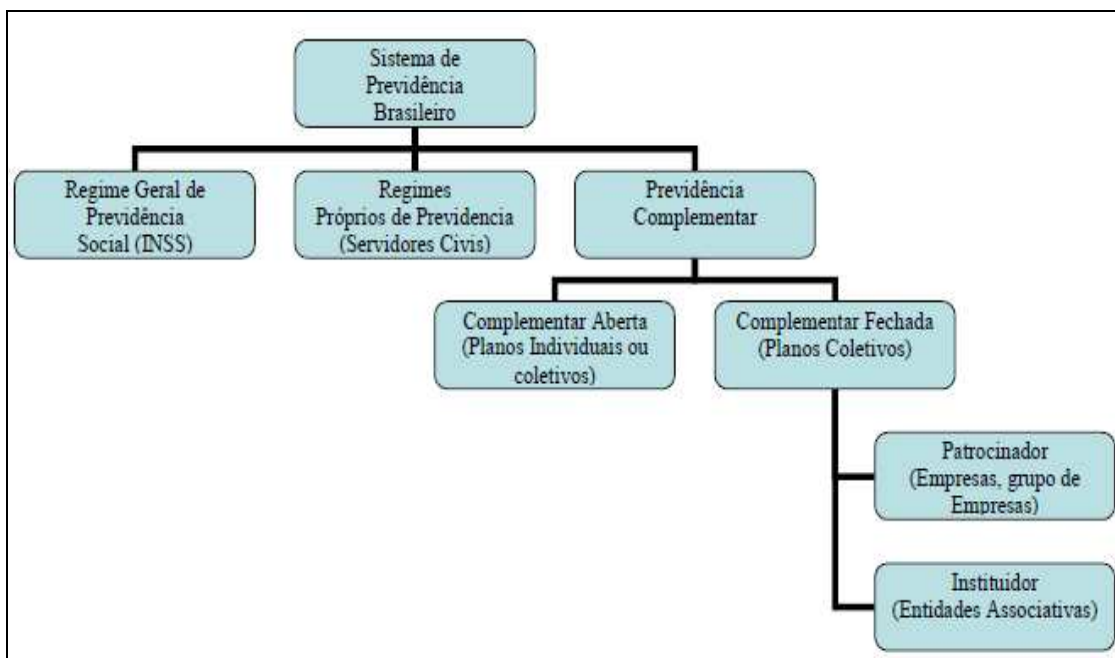 Sistema de
Previdência
Brasileiro
Regime Geral de
Previdência
Social (INSS)
Regimes
Próprios de Previdencia
(Servidores Civis)
Previdência
Complementar
Complementar Aberta
(Planos Individuais ou
coletivos)
Complementar Fechada
(Planos Coletivos)
Patrocinador
(Empresas, grupo de
Empresas)
Instituidor
(Entidades Associativas)